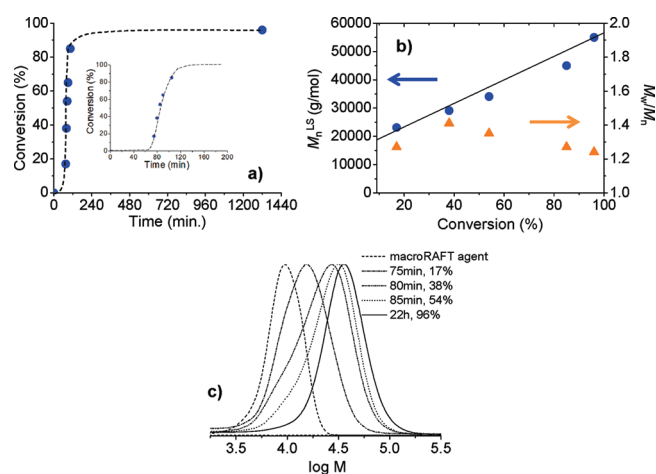 100
80
60
40
20
0
Conversion (%)
0 240 480 720 960 1200 1440
Time (min.)
a)
100
80
60
40
20
0
Conversion (%)
0 40 80 120 160 200
Time (min.)
b)
60000
50000
40000
30000
20000
10000
0
Mn^LS (g/mol)
2.0
1.8
1.6
1.4
1.2
1.0
Mw/Mn
20 40 60 80 100
Conversion (%)
macroRAFT agent
75min, 17%
80min, 38%
85min, 54%
22h, 96%
c)
3.5 4.0 4.5 5.0 5.5
log M